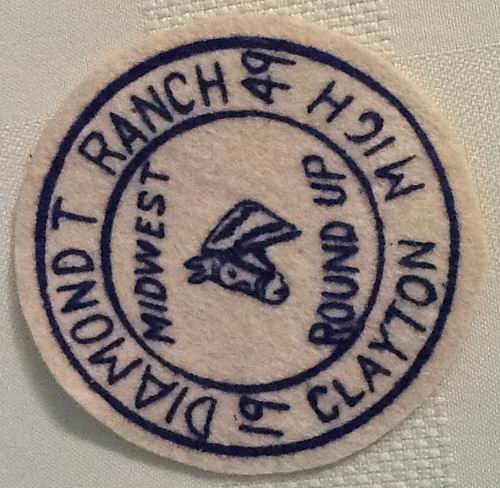 DIAMOND T RANCH
19 49
CLAYTON MICH
MIDWEST
ROUND UP